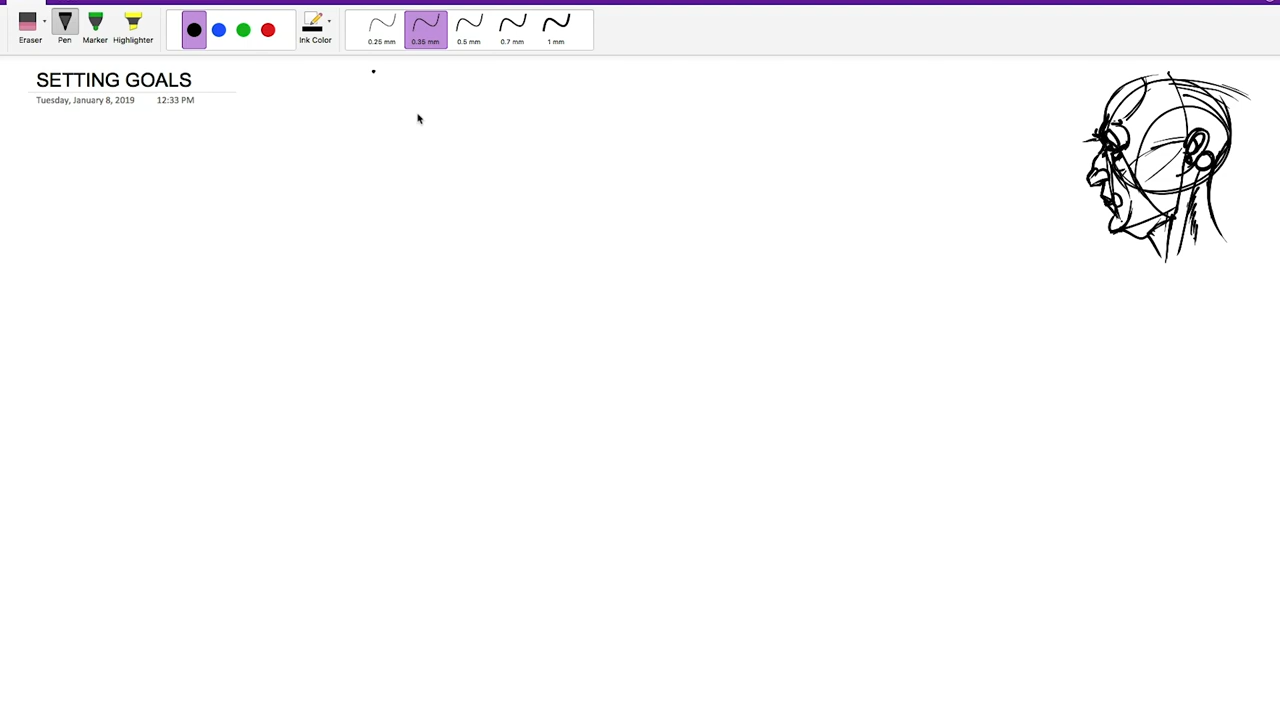 Eraser Pen Marker Highlighter Ink Color 0.25 mm 0.35 mm 0.5 mm 0.7 mm 1 mm
SETTING GOALS
Tuesday, January 8, 2019 12:33 PM